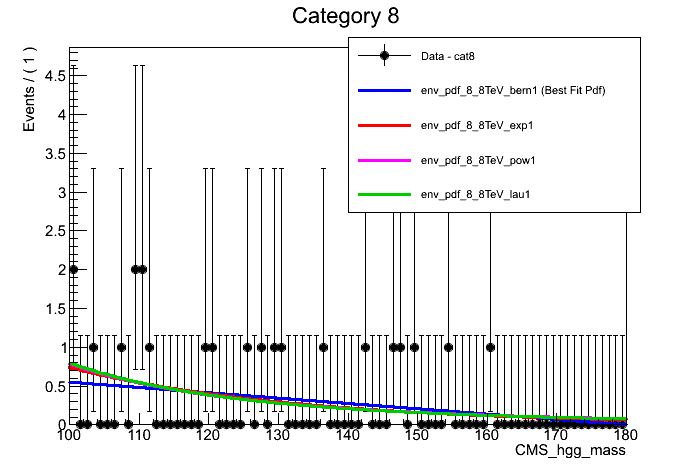 Category 8
Events / ( 1 )
Data - cat8
env_pdf_8_8TeV_bern1 (Best Fit Pdf)
env_pdf_8_8TeV_exp1
env_pdf_8_8TeV_pow1
env_pdf_8_8TeV_lau1
4.5
4
3.5
3
2.5
2
1.5
1
0.5
0
100 110 120 130 140 150 160 170 180
CMS_hgg_mass